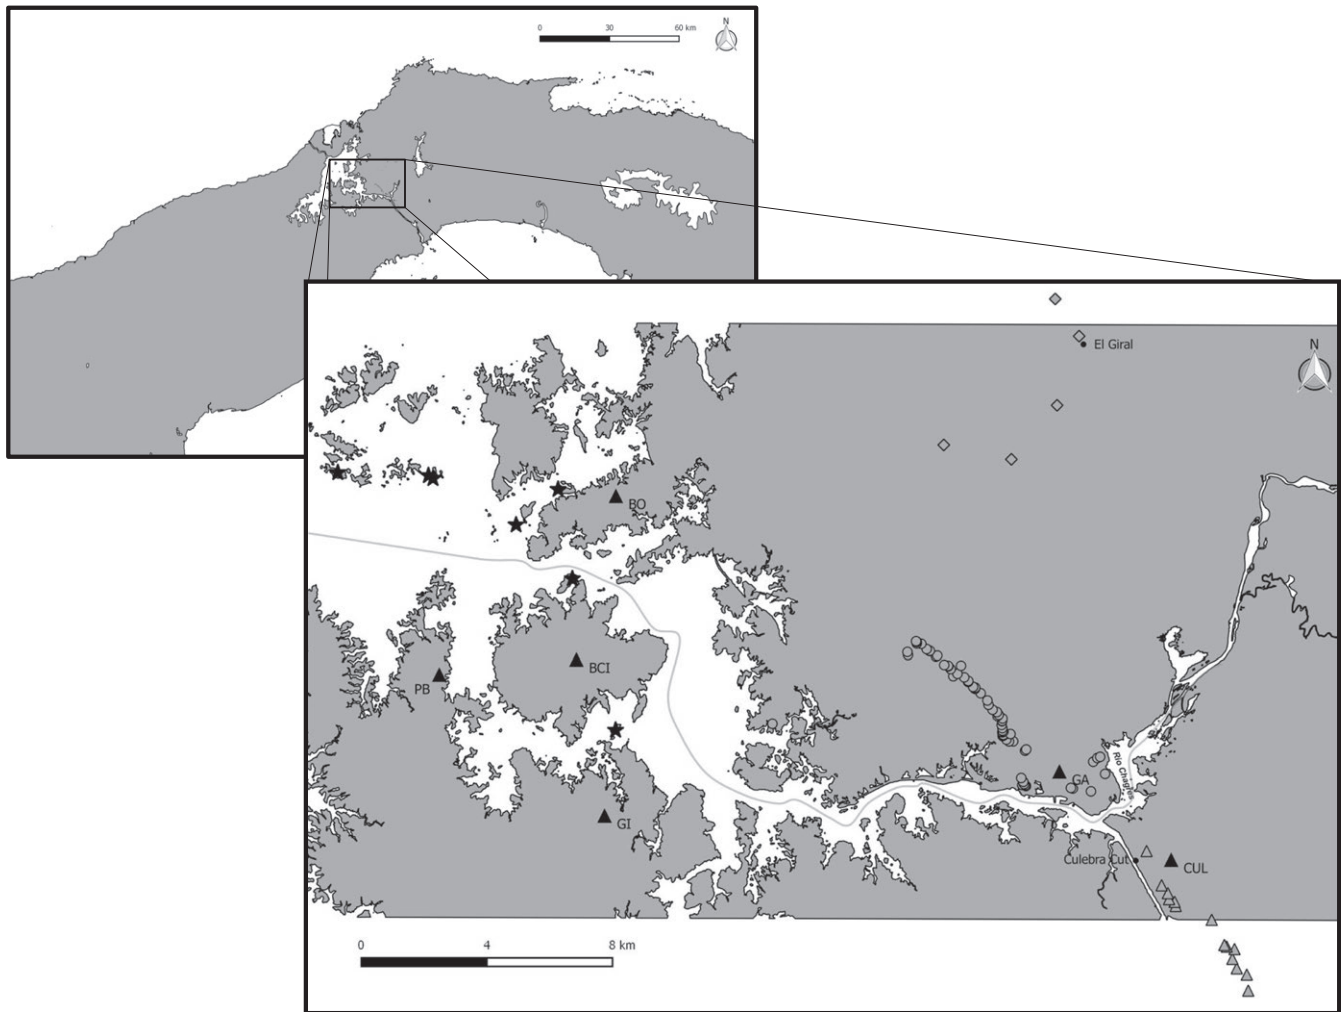 0 30 60 km
N
El Giral
N
BO
BCI
PB
GI
Río Chagres
GA
Culebra Cut
CUL
0 4 8 km